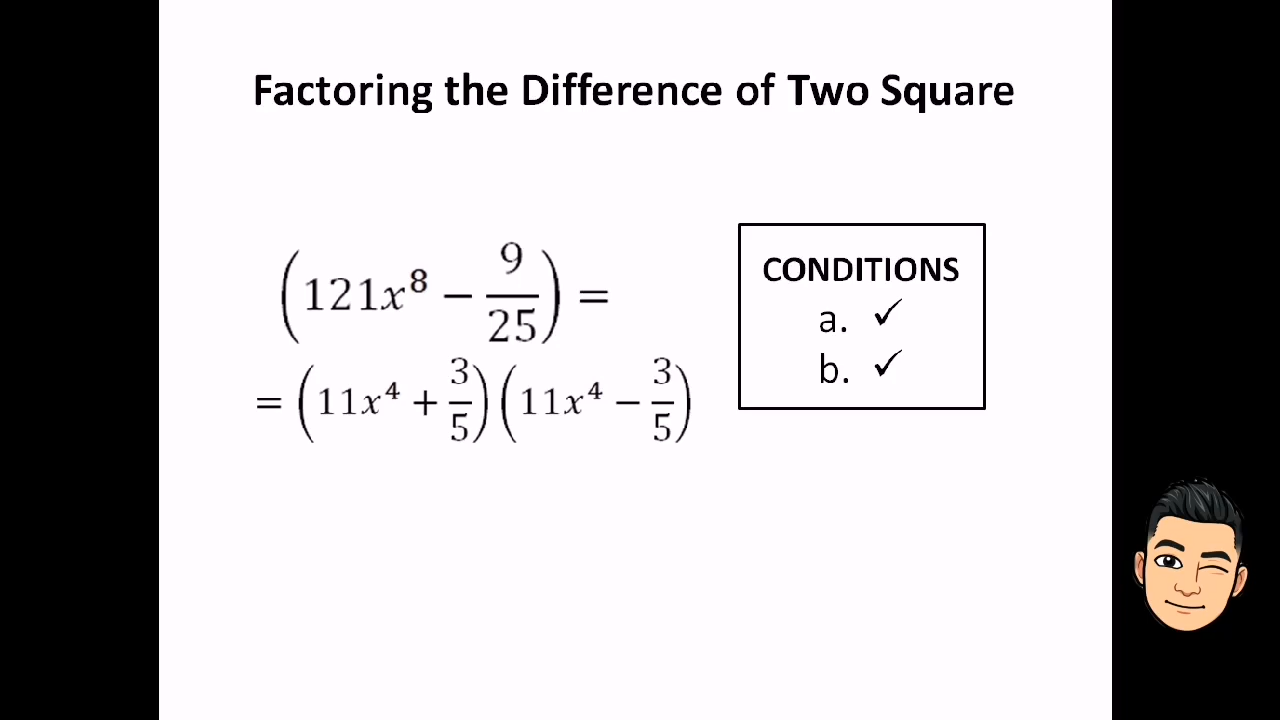 Factoring the Difference of Two Square
(121x⁸ − 9/25) =
= (11x⁴ + 3/5)(11x⁴ − 3/5)
CONDITIONS
a. ✓
b. ✓